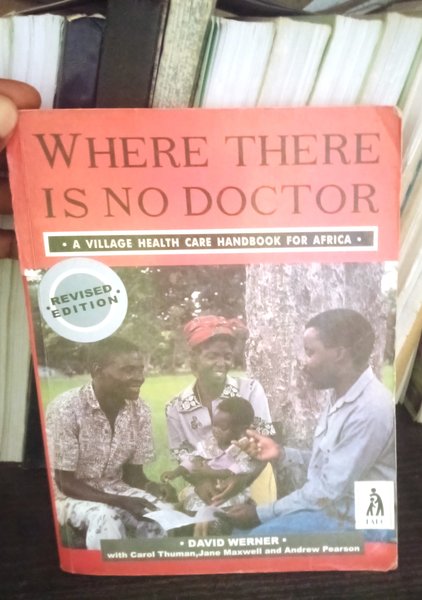 WHERE THERE
IS NO DOCTOR
• A VILLAGE HEALTH CARE HANDBOOK FOR AFRICA •
• REVISED •
EDITION
• DAVID WERNER •
with Carol Thuman,Jane Maxwell and Andrew Pearson